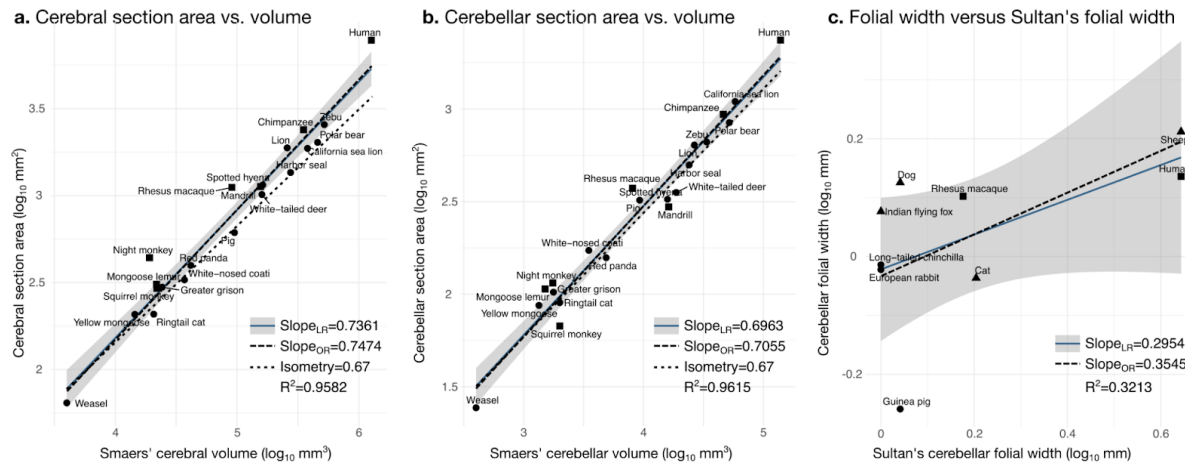 a. Cerebral section area vs. volume
Cerebral section area (log10 mm2)
3.5
3
2.5
2
Human
Zebu
Chimpanzee
Polar bear
Lion
California sea lion
Harbor seal
Spotted hyena
Rhesus macaque
Mandrill
White−tailed deer
Pig
Night monkey
Red panda
Mongoose lemur
White−nosed coati
Greater grison
Squirrel monkey
Yellow mongoose
Ringtail cat
Weasel
SlopeLR=0.7361
SlopeOR=0.7474
Isometry=0.67
R2=0.9582
4 5 6
Smaers' cerebral volume (log10 mm3)
b. Cerebellar section area vs. volume
Cerebellar section area (log10 mm2)
3
2.5
2
1.5
Human
California sea lion
Chimpanzee
Polar bear
Zebu
Lion
Harbor seal
Rhesus macaque
White−tailed deer
Spotted hyena
Pig
Mandrill
White−nosed coati
Red panda
Night monkey
Greater grison
Mongoose lemur
Ringtail cat
Yellow mongoose
Squirrel monkey
Weasel
SlopeLR=0.6963
SlopeOR=0.7055
Isometry=0.67
R2=0.9615
3 4 5
Smaers' cerebellar volume (log10 mm3)
c. Folial width versus Sultan's folial width
Cerebellar folial width (log10 mm)
0.2
0
-0.2
Sheep
Dog
Rhesus macaque
Indian flying fox
Long−tailed chinchilla
European rabbit
Cat
Guinea pig
SlopeLR=0.2954
SlopeOR=0.3545
R2=0.3213
0 0.2 0.4 0.6
Sultan's cerebellar folial width (log10 mm)